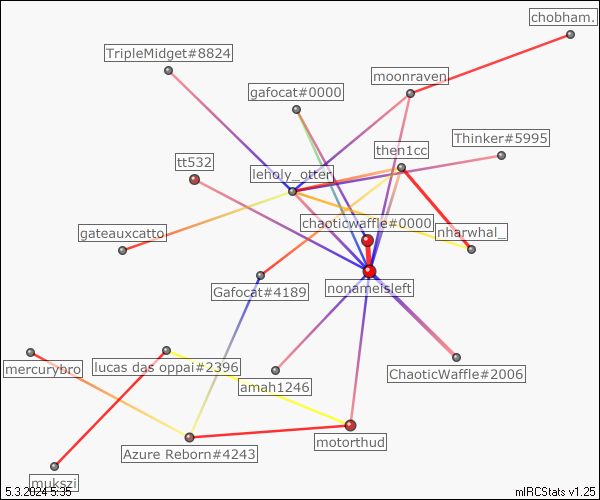 chobham.
TripleMidget#8824
moonraven
gafocat#0000
Thinker#5995
then1cc
tt532
leholy_otter
chaoticwaffle#0000
nharwhal_
gateauxcatto
nonameisleft
Gafocat#4189
mercurybro
lucas das oppai#2396
ChaoticWaffle#2006
amah1246
motorthud
Azure Reborn#4243
mukszi
5.3.2024 5:35
mIRCStats v1.25